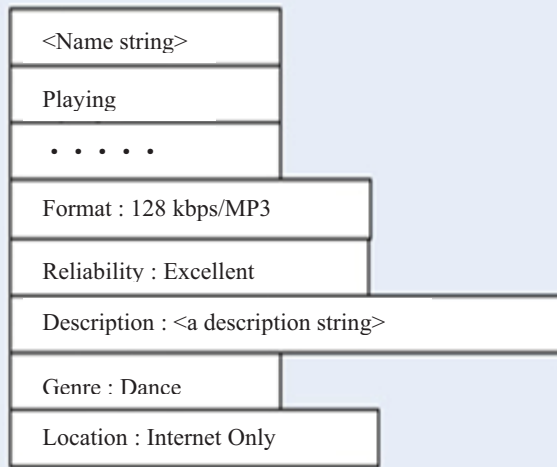 <Name string>
Playing
・・・・・
Format : 128 kbps/MP3
Reliability : Excellent
Description : <a description string>
Genre : Dance
Location : Internet Only